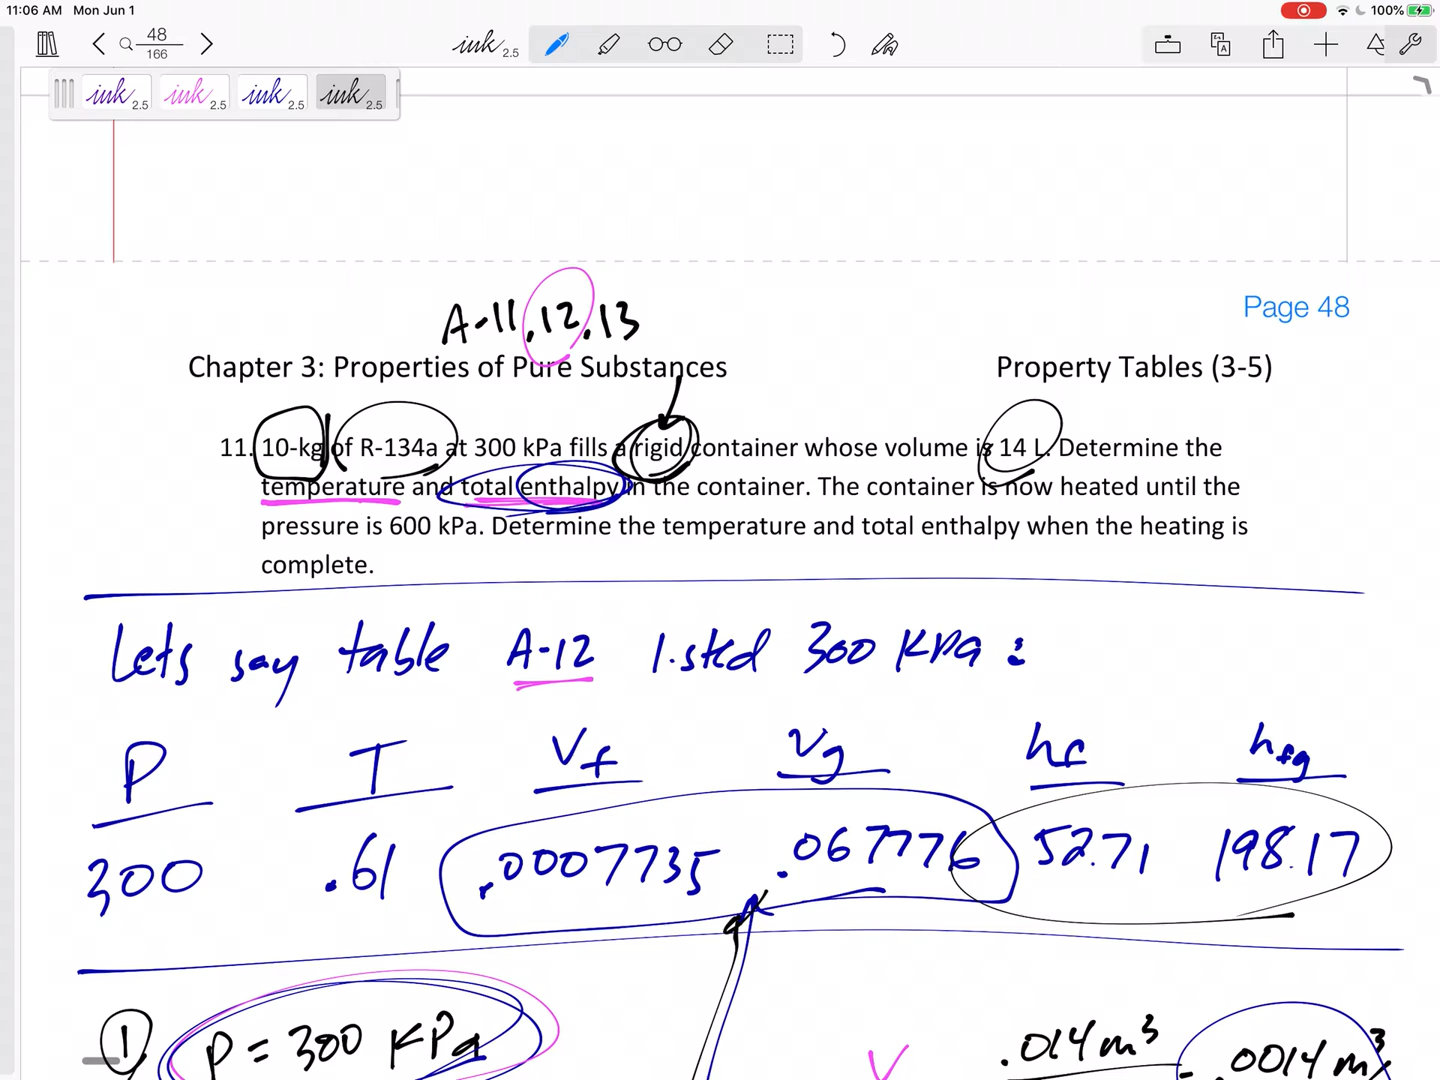 11:06 AM Mon Jun 1
100%
48
166
ink 2.5
ink 2.5
ink 2.5
ink 2.5
ink 2.5
A-11,12,13
Page 48
Chapter 3: Properties of Pure Substances
Property Tables (3-5)
11. 10-kg of R-134a at 300 kPa fills a rigid container whose volume is 14 L. Determine the
temperature and total enthalpy in the container. The container is now heated until the
pressure is 600 kPa. Determine the temperature and total enthalpy when the heating is
complete.
Lets say table A-12 listed 300 KPa :
P T Vf Vg hf hfg
300 .61 .0007735 .067776 52.71 198.17
1 P = 300 KPa
V .014 m³ = .0014 m³